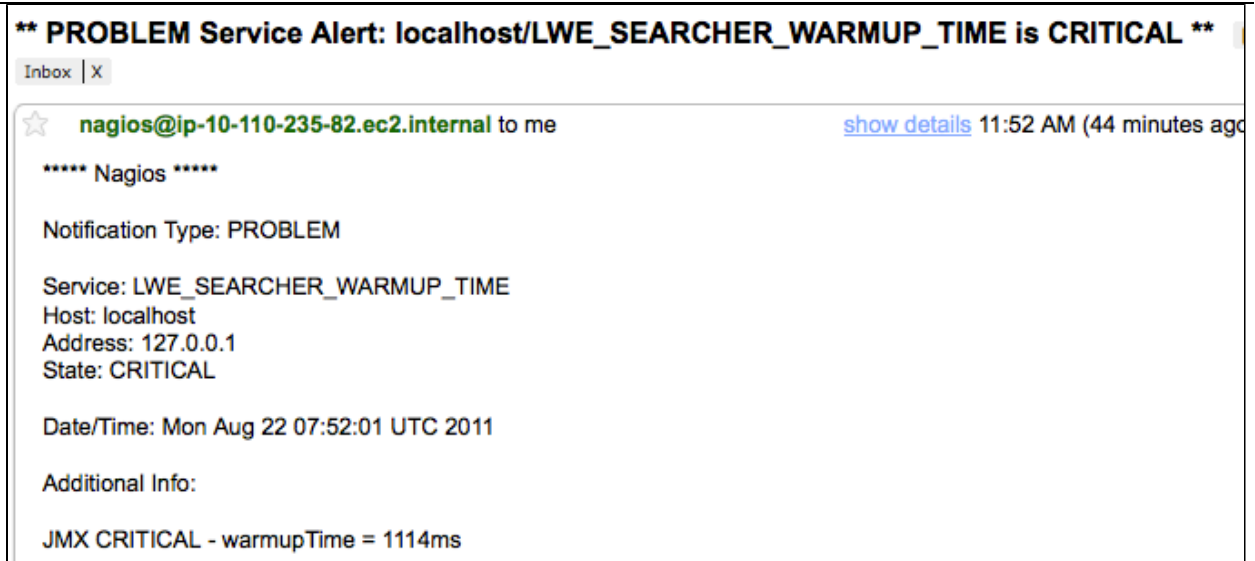 ** PROBLEM Service Alert: localhost/LWE_SEARCHER_WARMUP_TIME is CRITICAL **
Inbox | X
nagios@ip-10-110-235-82.ec2.internal to me show details 11:52 AM (44 minutes ago
***** Nagios *****
Notification Type: PROBLEM
Service: LWE_SEARCHER_WARMUP_TIME
Host: localhost
Address: 127.0.0.1
State: CRITICAL
Date/Time: Mon Aug 22 07:52:01 UTC 2011
Additional Info:
JMX CRITICAL - warmupTime = 1114ms